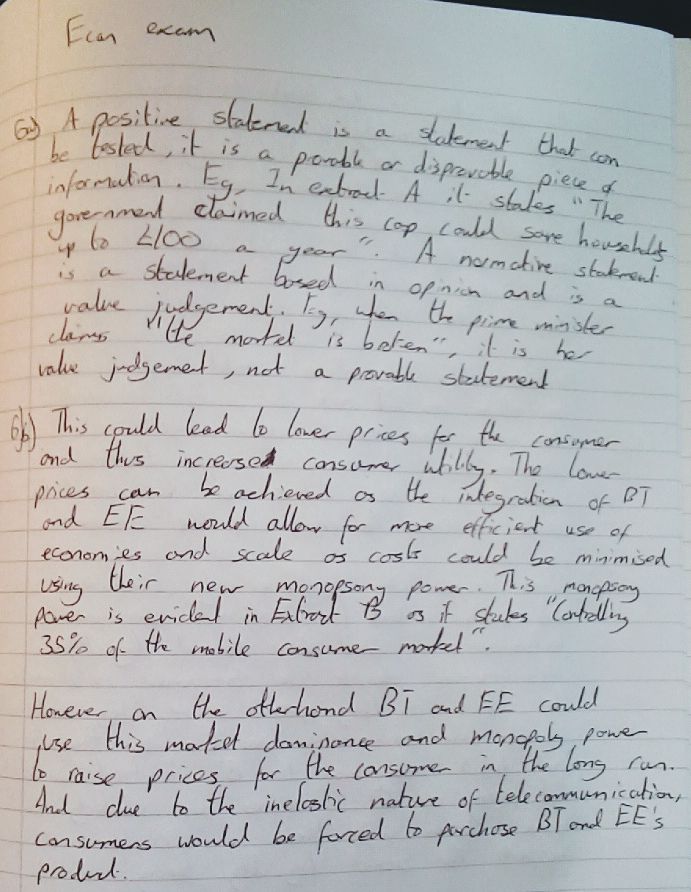 Econ exam
6a) A positive statement is a statement that can
be tested, it is a provable or disprovable piece of
information. Eg, In extract A it states "The
government claimed this cap could save households
up to £100 a year". A normative statement
is a statement based in opinion and is a
value judgement. Eg, when the prime minister
claims "the market is broken", it is her
value judgement, not a provable statement
6b) This could lead to lower prices for the consumer
and thus increased consumer utility. The lower
prices can be achieved as the integration of BT
and EE would allow for more efficient use of
economies and scale as costs could be minimised
using their new monopsony power. This monopsony
power is evident in Extract B as it states "Controlling
35% of the mobile consumer market".
However on the otherhand BT and EE could
use this market dominance and monopoly power
to raise prices for the consumer in the long run.
And due to the inelastic nature of telecommunication,
consumers would be forced to purchase BT and EE's
product.